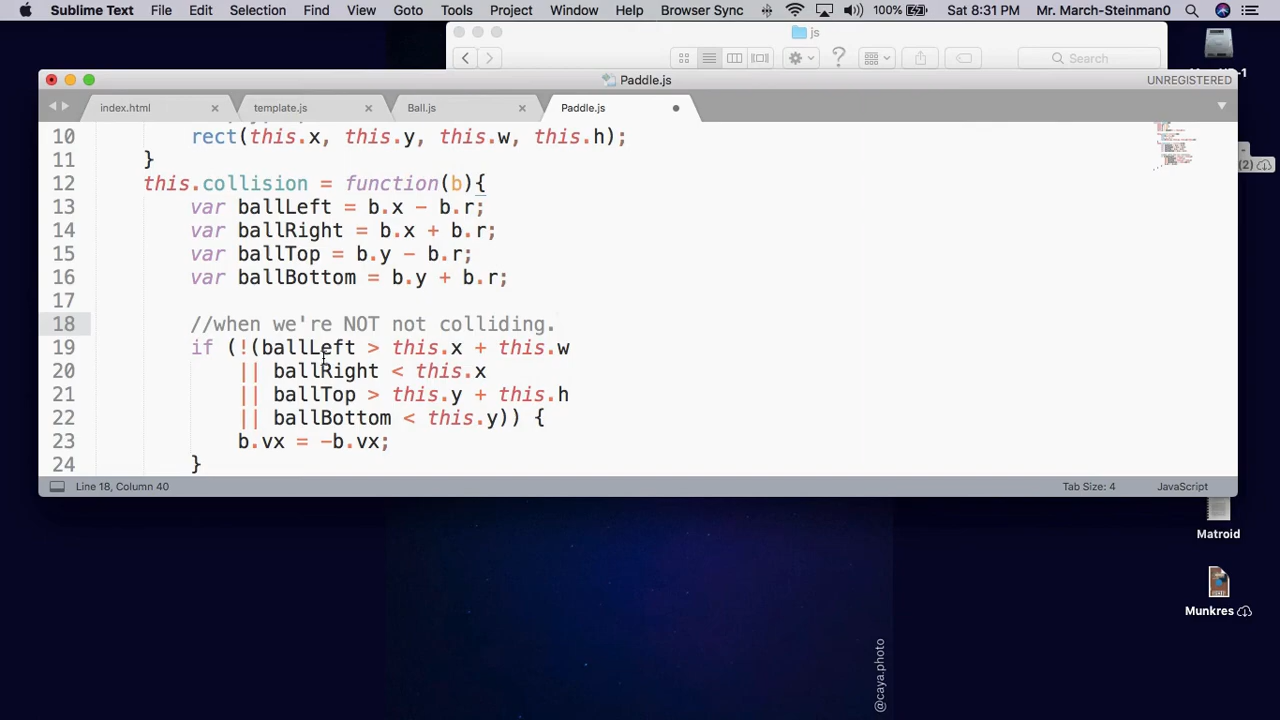 Sublime Text File Edit Selection Find View Goto Tools Project Window Help Browser Sync 100% Sat 8:31 PM Mr. March-Steinman0
js
Search
Paddle.js UNREGISTERED
index.html template.js Ball.js Paddle.js
10 rect(this.x, this.y, this.w, this.h);
11 }
12 this.collision = function(b){
13 var ballLeft = b.x - b.r;
14 var ballRight = b.x + b.r;
15 var ballTop = b.y - b.r;
16 var ballBottom = b.y + b.r;
17
18 //when we're NOT not colliding.
19 if (!(ballLeft > this.x + this.w
20 || ballRight < this.x
21 || ballTop > this.y + this.h
22 || ballBottom < this.y)) {
23 b.vx = -b.vx;
24 }
Line 18, Column 40 Tab Size: 4 JavaScript
(2)
Matroid
Munkres
@caya.photo